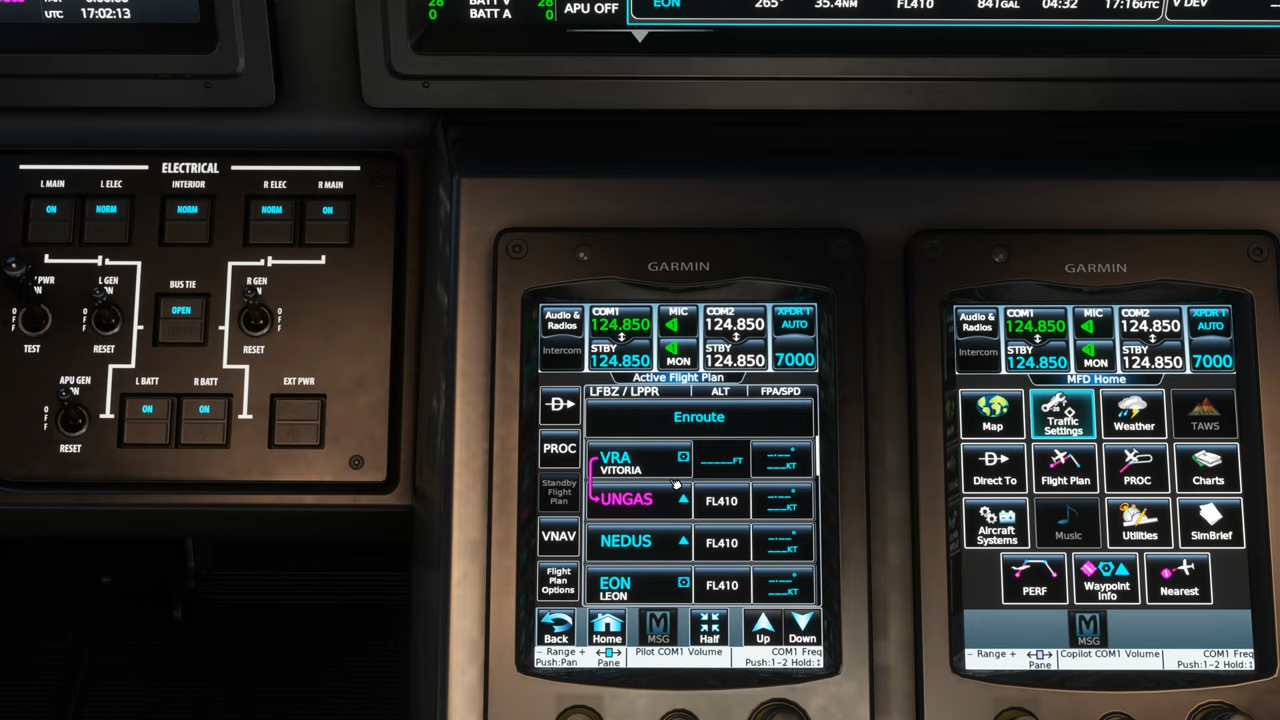 UTC 17:02:13
28 BATT V 28
0 BATT A 0
APU OFF
EON 265° 35.4NM FL410 841GAL 04:32 17:16UTC
V DEV
ELECTRICAL
L MAIN L ELEC INTERIOR R ELEC R MAIN
ON NORM NORM NORM ON
L GEN BUS TIE R GEN
OPEN
OFF OFF OFF
TEST RESET RESET
APU GEN L BATT R BATT EXT PWR
ON
OFF
ON ON
RESET
GARMIN
Audio & Radios
Intercom
COM1 124.850
STBY 124.850
MIC
MON
COM2 124.850
124.850
XPDR 1
AUTO
7000
Active Flight Plan
LFBZ / LPPR ALT FPA/SPD
Enroute
PROC
Standby Flight Plan
VNAV
Flight Plan Options
VRA
VITORIA
_____FT
UNGAS FL410
NEDUS FL410
EON FL410
LEON
KT
KT
KT
KT
Back Home MSG Half Up Down
- Range + Pane Pilot COM1 Volume COM1 Freq
Push:Pan Push:1-2 Hold:↕
GARMIN
Audio & Radios
Intercom
COM1 124.850
STBY 124.850
MIC
MON
COM2 124.850
124.850
XPDR 1
AUTO
7000
MFD Home
Map Traffic Settings Weather TAWS
Direct To Flight Plan PROC Charts
Aircraft Systems Music Utilities SimBrief
PERF Waypoint Info Nearest
MSG
- Range + Pane Copilot COM1 Volume COM1 Freq
Push:1-2 Hold:↕